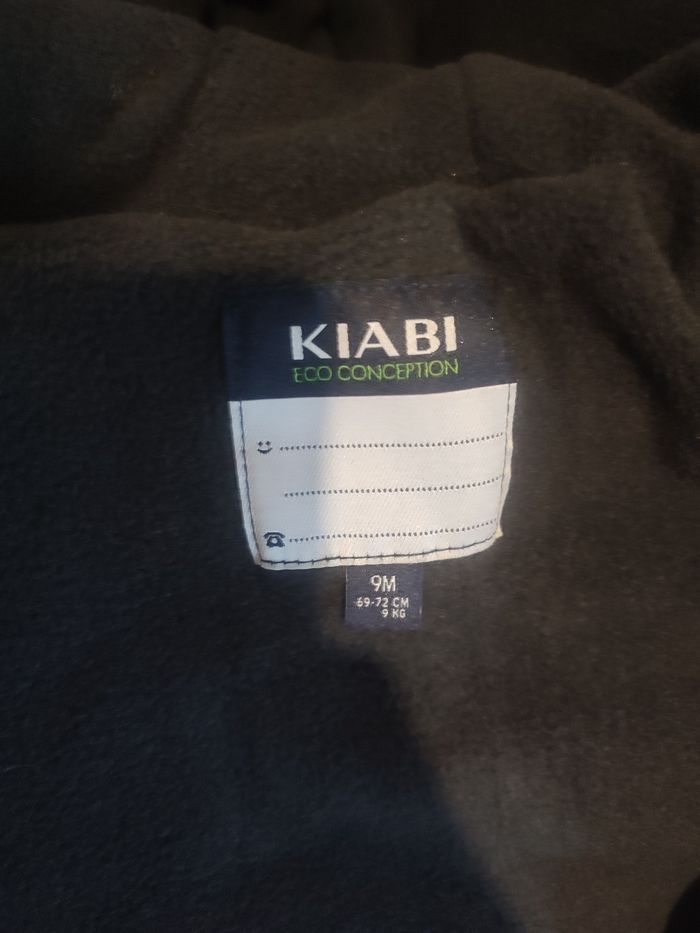 KIABI
ECO CONCEPTION
9M
69-72 CM
9 KG